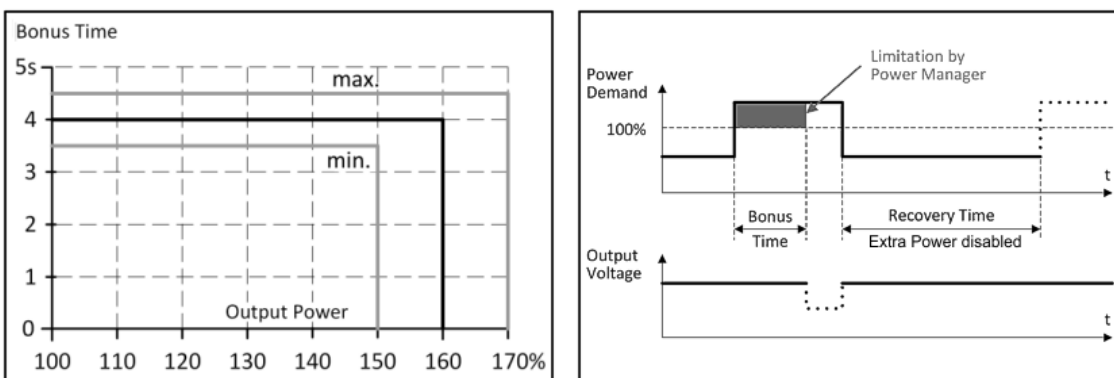 Bonus Time
5s
max.
4
min.
3
2
1
Output Power
0
100 110 120 130 140 150 160 170%
Limitation by
Power Manager
Power
Demand
100%
t
Bonus
Time
Recovery Time
Extra Power disabled
Output
Voltage
t